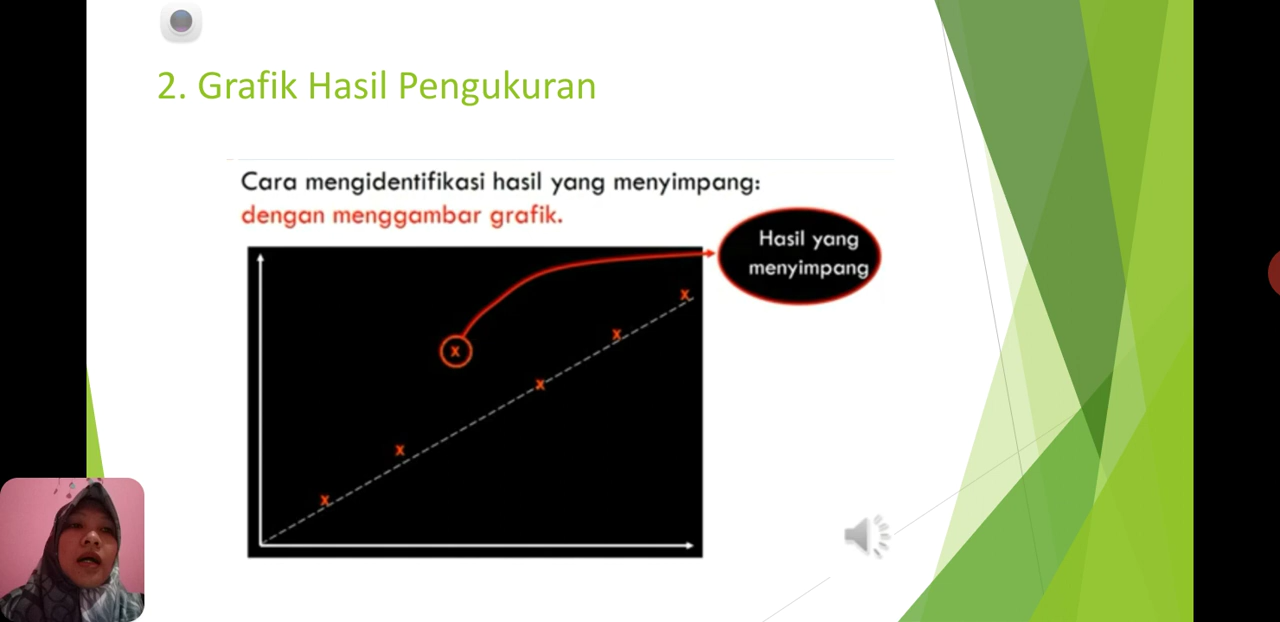 2. Grafik Hasil Pengukuran
Cara mengidentifikasi hasil yang menyimpang:
dengan menggambar grafik.
Hasil yang
menyimpang
x
x
x
x
x
x